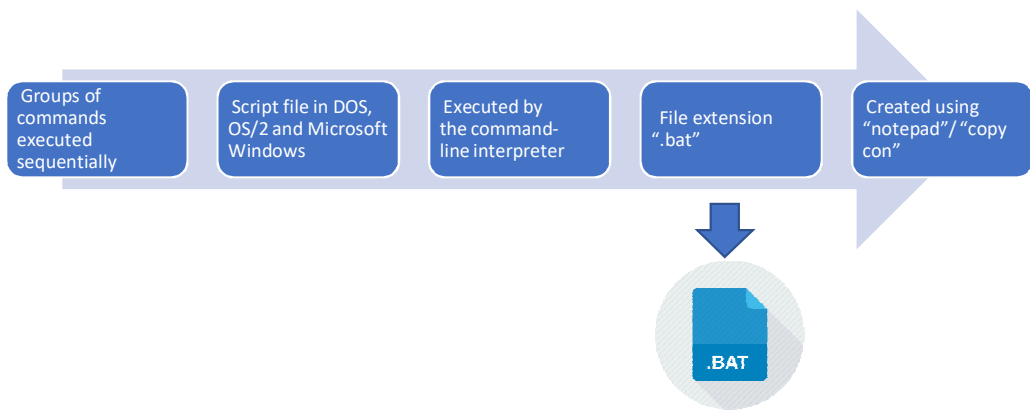 Groups of
commands
executed
sequentially
Script file in DOS,
OS/2 and Microsoft
Windows
Executed by
the command-
line interpreter
File extension
“.bat”
Created using
“notepad”/ “copy
con”
.BAT